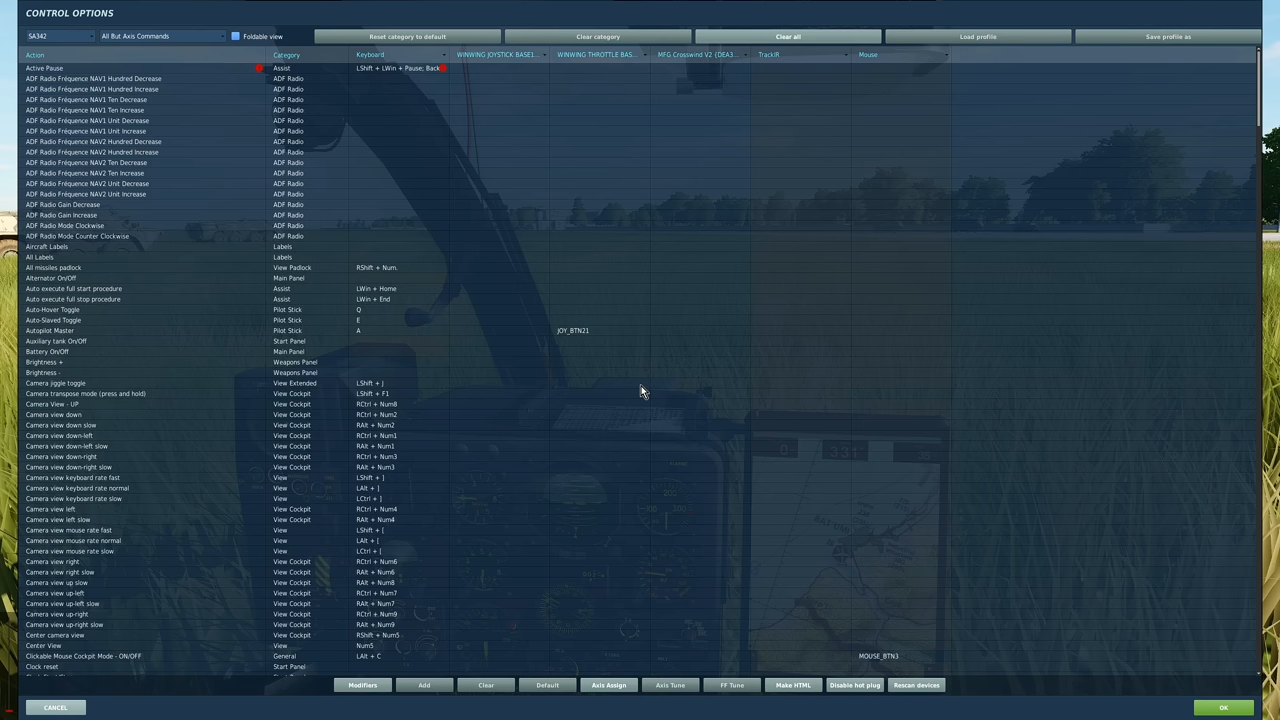 CONTROL OPTIONS
SA342 All But Axis Commands Foldable view Reset category to default Clear category Clear all Load profile Save profile as
Action Category Keyboard WINWING JOYSTICK BASE1... WINWING THROTTLE BAS... MFG Crosswind V2 {DEA3... TrackIR Mouse
Active Pause Assist LShift + LWin + Pause; Back
ADF Radio Fréquence NAV1 Hundred Decrease ADF Radio
ADF Radio Fréquence NAV1 Hundred Increase ADF Radio
ADF Radio Fréquence NAV1 Ten Decrease ADF Radio
ADF Radio Fréquence NAV1 Ten Increase ADF Radio
ADF Radio Fréquence NAV1 Unit Decrease ADF Radio
ADF Radio Fréquence NAV1 Unit Increase ADF Radio
ADF Radio Fréquence NAV2 Hundred Decrease ADF Radio
ADF Radio Fréquence NAV2 Hundred Increase ADF Radio
ADF Radio Fréquence NAV2 Ten Decrease ADF Radio
ADF Radio Fréquence NAV2 Ten Increase ADF Radio
ADF Radio Fréquence NAV2 Unit Decrease ADF Radio
ADF Radio Fréquence NAV2 Unit Increase ADF Radio
ADF Radio Gain Decrease ADF Radio
ADF Radio Gain Increase ADF Radio
ADF Radio Mode Clockwise ADF Radio
ADF Radio Mode Counter Clockwise ADF Radio
Aircraft Labels Labels
All Labels Labels
All missiles padlock View Padlock RShift + Num.
Alternator On/Off Main Panel
Auto execute full start procedure Assist LWin + Home
Auto execute full stop procedure Assist LWin + End
Auto-Hover Toggle Pilot Stick Q
Auto-Slaved Toggle Pilot Stick E
Autopilot Master Pilot Stick A JOY_BTN21
Auxiliary tank On/Off Start Panel
Battery On/Off Main Panel
Brightness + Weapons Panel
Brightness - Weapons Panel
Camera jiggle toggle View Extended LShift + J
Camera transpose mode (press and hold) View Cockpit LShift + F1
Camera View - UP View Cockpit RCtrl + Num8
Camera view down View Cockpit RCtrl + Num2
Camera view down slow View Cockpit RAlt + Num2
Camera view down-left View Cockpit RCtrl + Num1
Camera view down-left slow View Cockpit RAlt + Num1
Camera view down-right View Cockpit RCtrl + Num3
Camera view down-right slow View Cockpit RAlt + Num3
Camera view keyboard rate fast View LShift + ]
Camera view keyboard rate normal View LAlt + ]
Camera view keyboard rate slow View LCtrl + ]
Camera view left View Cockpit RCtrl + Num4
Camera view left slow View Cockpit RAlt + Num4
Camera view mouse rate fast View LShift + [
Camera view mouse rate normal View LAlt + [
Camera view mouse rate slow View LCtrl + [
Camera view right View Cockpit RCtrl + Num6
Camera view right slow View Cockpit RAlt + Num6
Camera view up slow View Cockpit RAlt + Num8
Camera view up-left View Cockpit RCtrl + Num7
Camera view up-left slow View Cockpit RAlt + Num7
Camera view up-right View Cockpit RCtrl + Num9
Camera view up-right slow View Cockpit RAlt + Num9
Center camera view View Cockpit RShift + Num5
Center View View Num5
Clickable Mouse Cockpit Mode - ON/OFF General LAlt + C MOUSE_BTN3
Clock reset Start Panel
Modifiers Add Clear Default Axis Assign Axis Tune FF Tune Make HTML Disable hot plug Rescan devices
CANCEL OK